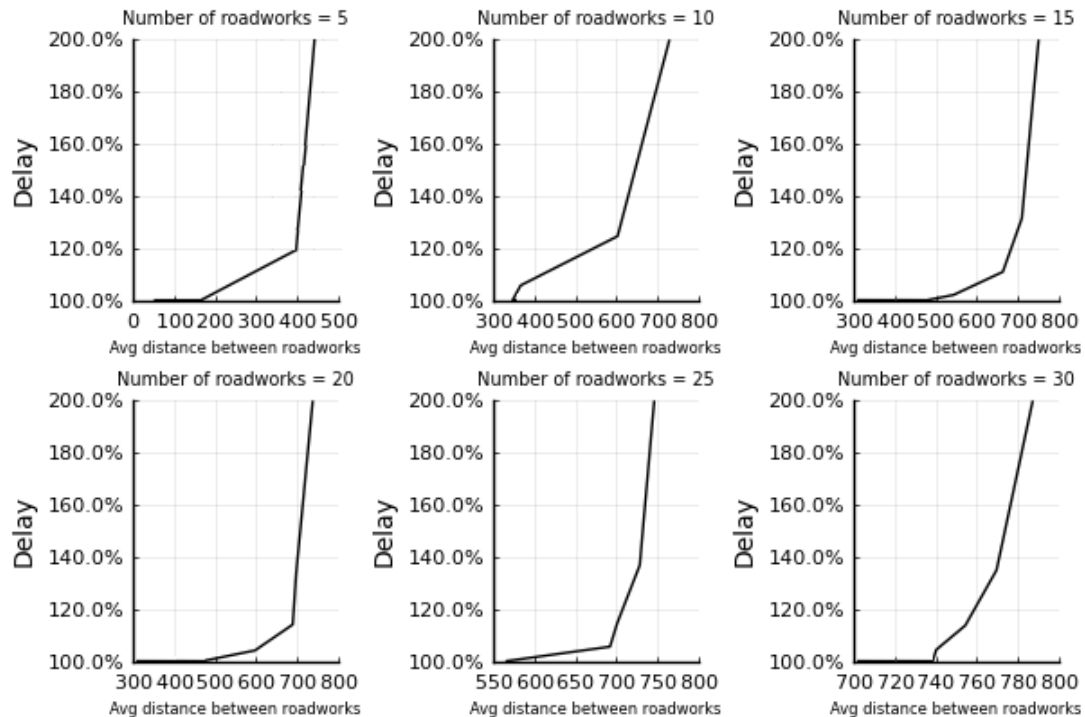 Number of roadworks = 5
200.0%
180.0%
160.0%
140.0%
120.0%
100.0%
Delay
0 100 200 300 400 500
Avg distance between roadworks
Number of roadworks = 10
200.0%
180.0%
160.0%
140.0%
120.0%
100.0%
Delay
300 400 500 600 700 800
Avg distance between roadworks
Number of roadworks = 15
200.0%
180.0%
160.0%
140.0%
120.0%
100.0%
Delay
300 400 500 600 700 800
Avg distance between roadworks
Number of roadworks = 20
200.0%
180.0%
160.0%
140.0%
120.0%
100.0%
Delay
300 400 500 600 700 800
Avg distance between roadworks
Number of roadworks = 25
200.0%
180.0%
160.0%
140.0%
120.0%
100.0%
Delay
550 600 650 700 750 800
Avg distance between roadworks
Number of roadworks = 30
200.0%
180.0%
160.0%
140.0%
120.0%
100.0%
Delay
700 720 740 760 780 800
Avg distance between roadworks